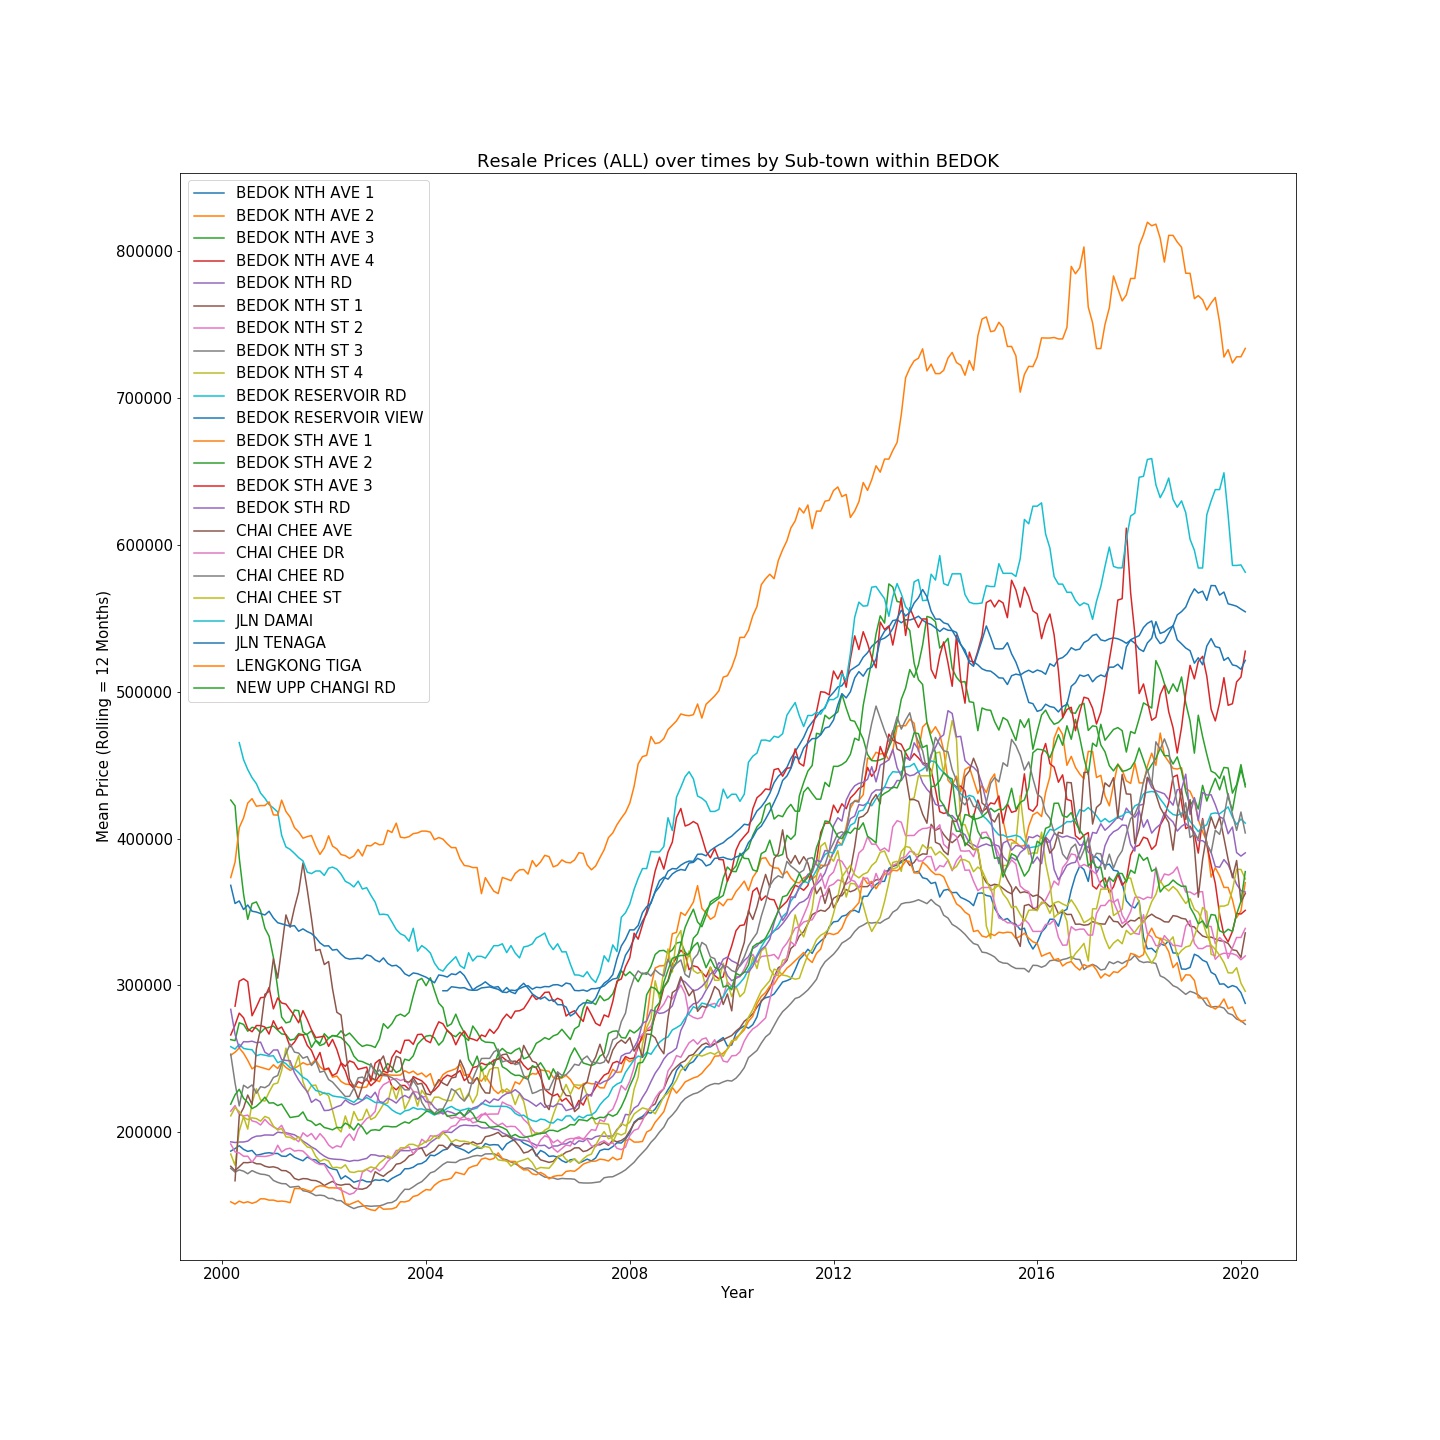 Resale Prices (ALL) over times by Sub-town within BEDOK
BEDOK NTH AVE 1
BEDOK NTH AVE 2
BEDOK NTH AVE 3
BEDOK NTH AVE 4
BEDOK NTH RD
BEDOK NTH ST 1
BEDOK NTH ST 2
BEDOK NTH ST 3
BEDOK NTH ST 4
BEDOK RESERVOIR RD
BEDOK RESERVOIR VIEW
BEDOK STH AVE 1
BEDOK STH AVE 2
BEDOK STH AVE 3
BEDOK STH RD
CHAI CHEE AVE
CHAI CHEE DR
CHAI CHEE RD
CHAI CHEE ST
JLN DAMAI
JLN TENAGA
LENGKONG TIGA
NEW UPP CHANGI RD
Mean Price (Rolling = 12 Months)
800000
700000
600000
500000
400000
300000
200000
2000 2004 2008 2012 2016 2020
Year